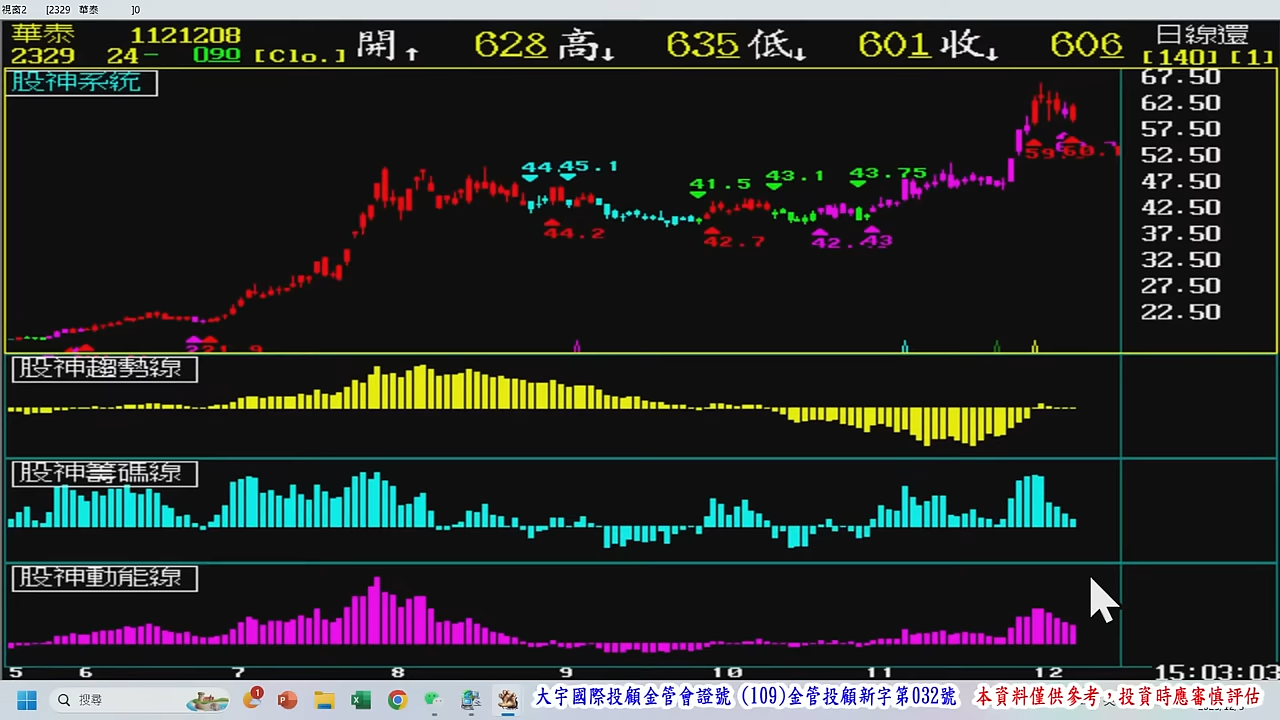 視窗2 [2329 華泰 ]0
華泰 1121208 開↑ 628 高↓ 635 低↓ 601 收↓ 606 日線還
2329 24- 090 [Clo.] [140] [1]
股神系統
67.50
62.50
57.50
52.50
47.50
42.50
37.50
32.50
27.50
22.50
45.1
41.5
43.1
43.75
44.2
42.7
43
股神趨勢線
股神籌碼線
股神動能線
5 6 7 8 9 10 11 12 15:03:03
搜尋
1
大宇國際投顧金管會證號 (109)金管投顧新字第032號 本資料僅供參考,投資時應審慎評估